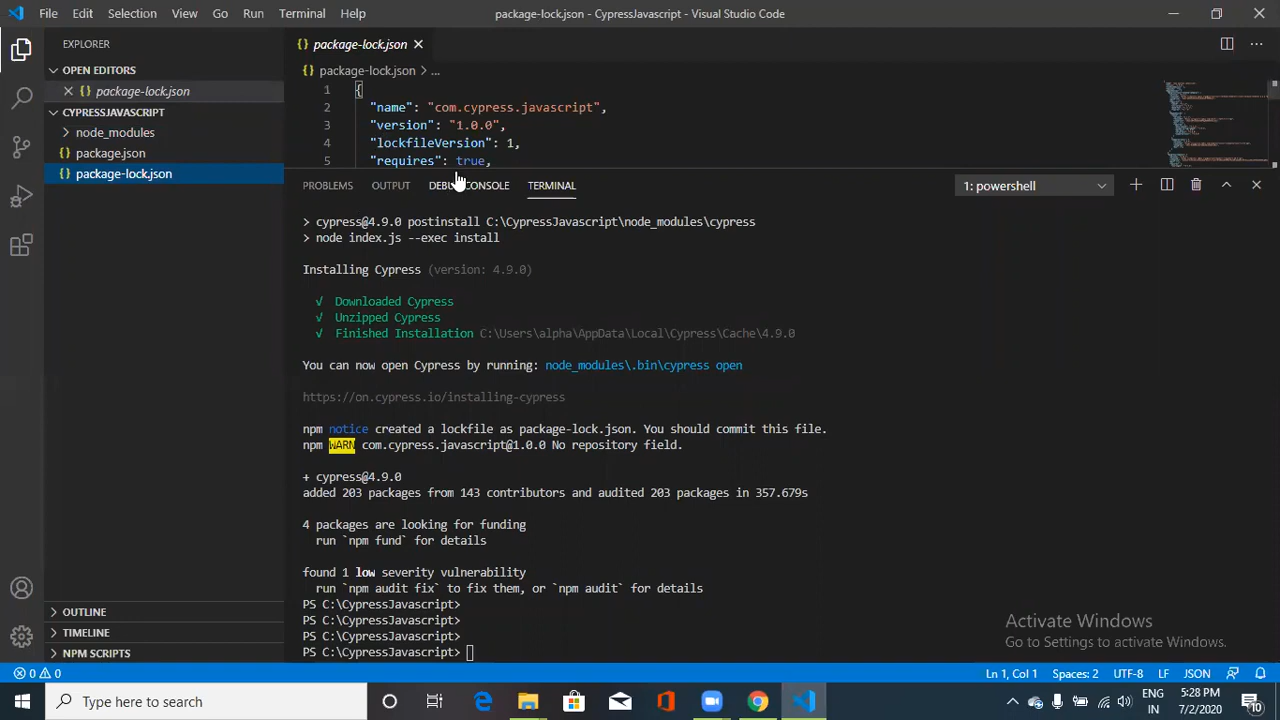 File Edit Selection View Go Run Terminal Help package-lock.json - CypressJavascript - Visual Studio Code
EXPLORER
OPEN EDITORS
package-lock.json
CYPRESSJAVASCRIPT
node_modules
package.json
package-lock.json
OUTLINE
TIMELINE
NPM SCRIPTS
package-lock.json
package-lock.json > ...
1 {
2 "name": "com.cypress.javascript",
3 "version": "1.0.0",
4 "lockfileVersion": 1,
5 "requires": true,
PROBLEMS OUTPUT DEBUG CONSOLE TERMINAL 1: powershell
> cypress@4.9.0 postinstall C:\CypressJavascript\node_modules\cypress
> node index.js --exec install
Installing Cypress (version: 4.9.0)
√ Downloaded Cypress
√ Unzipped Cypress
√ Finished Installation C:\Users\alpha\AppData\Local\Cypress\Cache\4.9.0
You can now open Cypress by running: node_modules\.bin\cypress open
https://on.cypress.io/installing-cypress
npm notice created a lockfile as package-lock.json. You should commit this file.
npm WARN com.cypress.javascript@1.0.0 No repository field.
+ cypress@4.9.0
added 203 packages from 143 contributors and audited 203 packages in 357.679s
4 packages are looking for funding
run `npm fund` for details
found 1 low severity vulnerability
run `npm audit fix` to fix them, or `npm audit` for details
PS C:\CypressJavascript>
PS C:\CypressJavascript>
PS C:\CypressJavascript>
PS C:\CypressJavascript>
Activate Windows
Go to Settings to activate Windows.
0 0 Ln 1, Col 1 Spaces: 2 UTF-8 LF JSON
Type here to search
ENG
IN
5:28 PM
7/2/2020
10